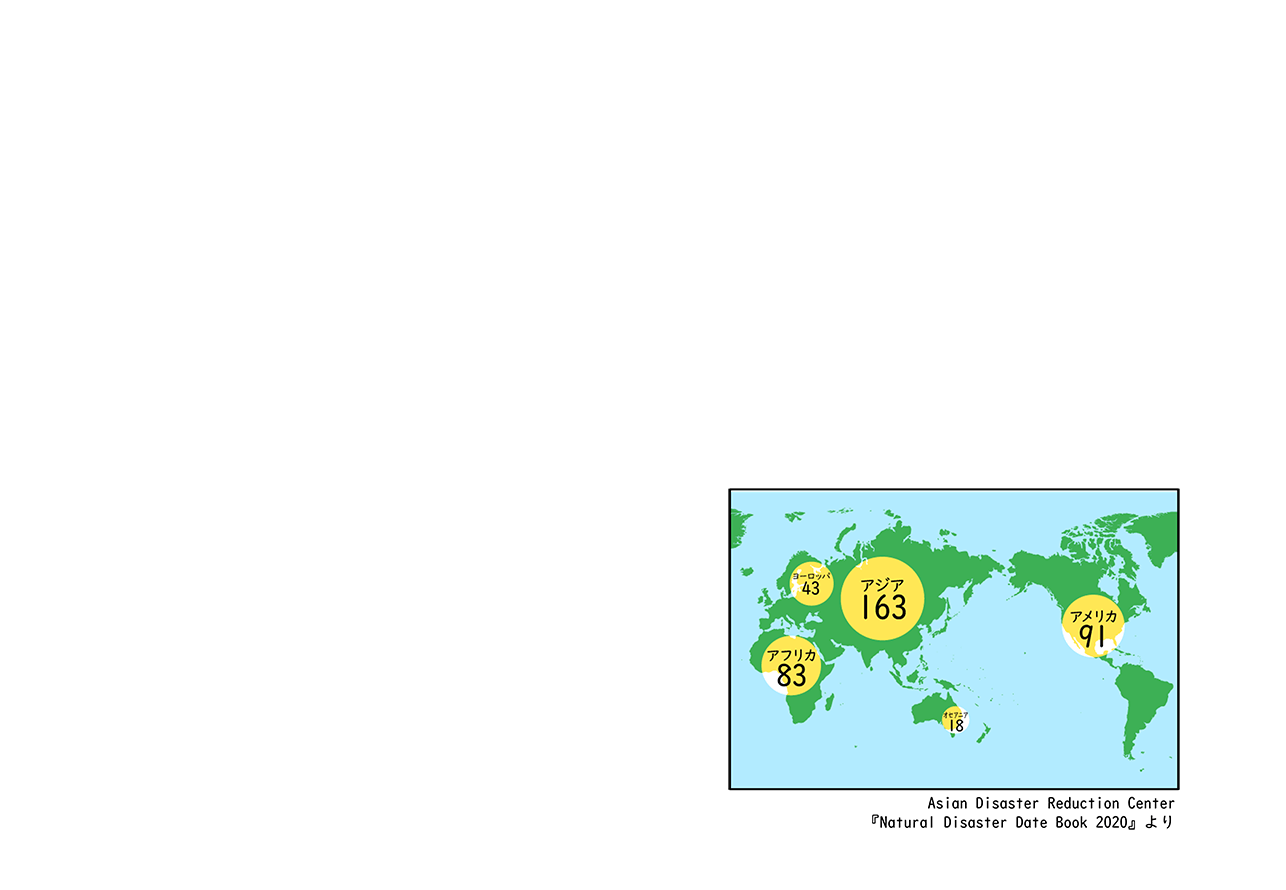 ヨーロッパ
43
アジア
163
アメリカ
91
アフリカ
83
オセアニア
18
Asian Disaster Reduction Center
『Natural Disaster Date Book 2020』より